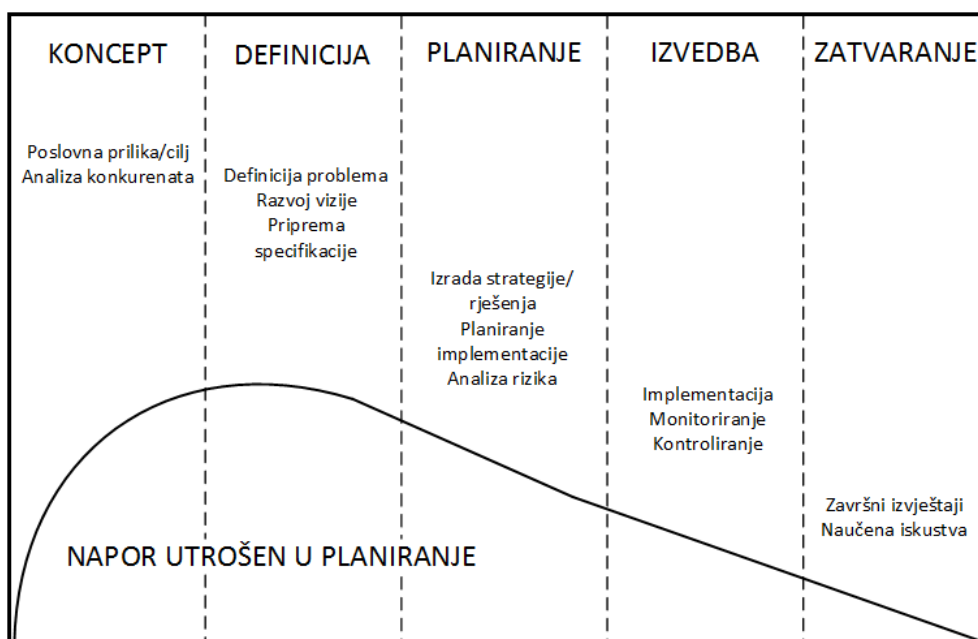 KONCEPT
DEFINICIJA
PLANIRANJE
IZVEDBA
ZATVARANJE
Poslovna prilika/cilj
Analiza konkurenata
Definicija problema
Razvoj vizije
Priprema
specifikacije
Izrada strategije/
rješenja
Planiranje
implementacije
Analiza rizika
Implementacija
Monitoriranje
Kontroliranje
Završni izvještaji
Naučena iskustva
NAPOR UTROŠEN U PLANIRANJE